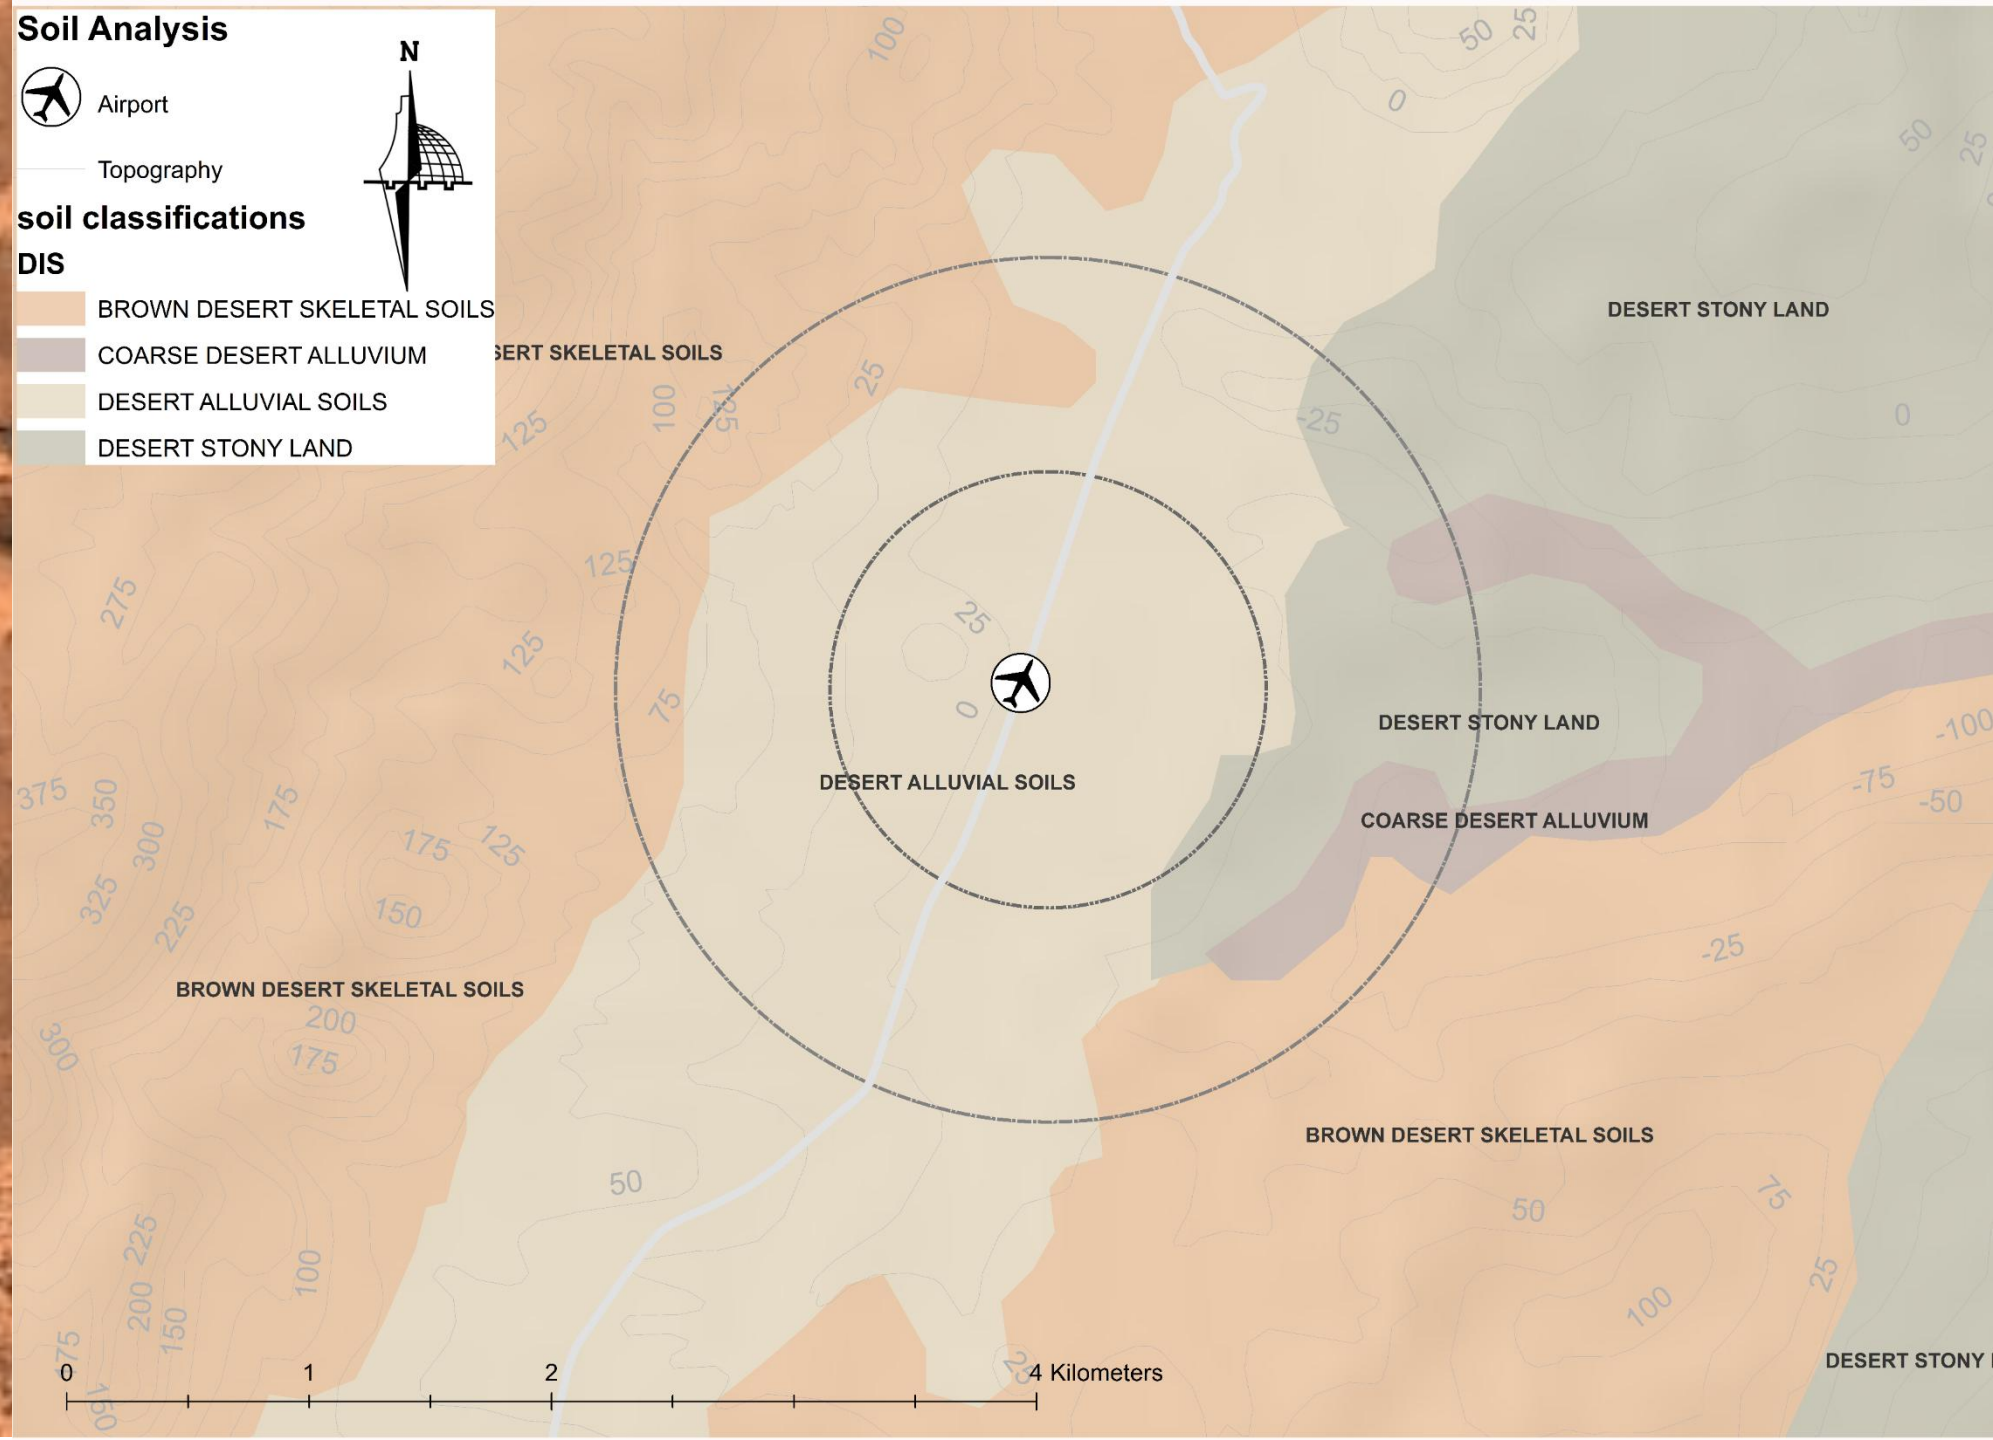 Soil Analysis
N
Airport
Topography
soil classifications
DIS
BROWN DESERT SKELETAL SOILS
COARSE DESERT ALLUVIUM
DESERT ALLUVIAL SOILS
DESERT STONY LAND
100
50
25
0
50
25
DESERT STONY LAND
SERT SKELETAL SOILS
25
100
125
125
-25
0
125
275
25
125
75
0
DESERT STONY LAND
-100
DESERT ALLUVIAL SOILS
-75
-50
375
350
175
300
175
125
COARSE DESERT ALLUVIUM
325
225
150
-25
BROWN DESERT SKELETAL SOILS
200
175
300
BROWN DESERT SKELETAL SOILS
50
75
50
225
100
25
200
150
100
175
25
DESERT STONY
0 1 2 4 Kilometers
150